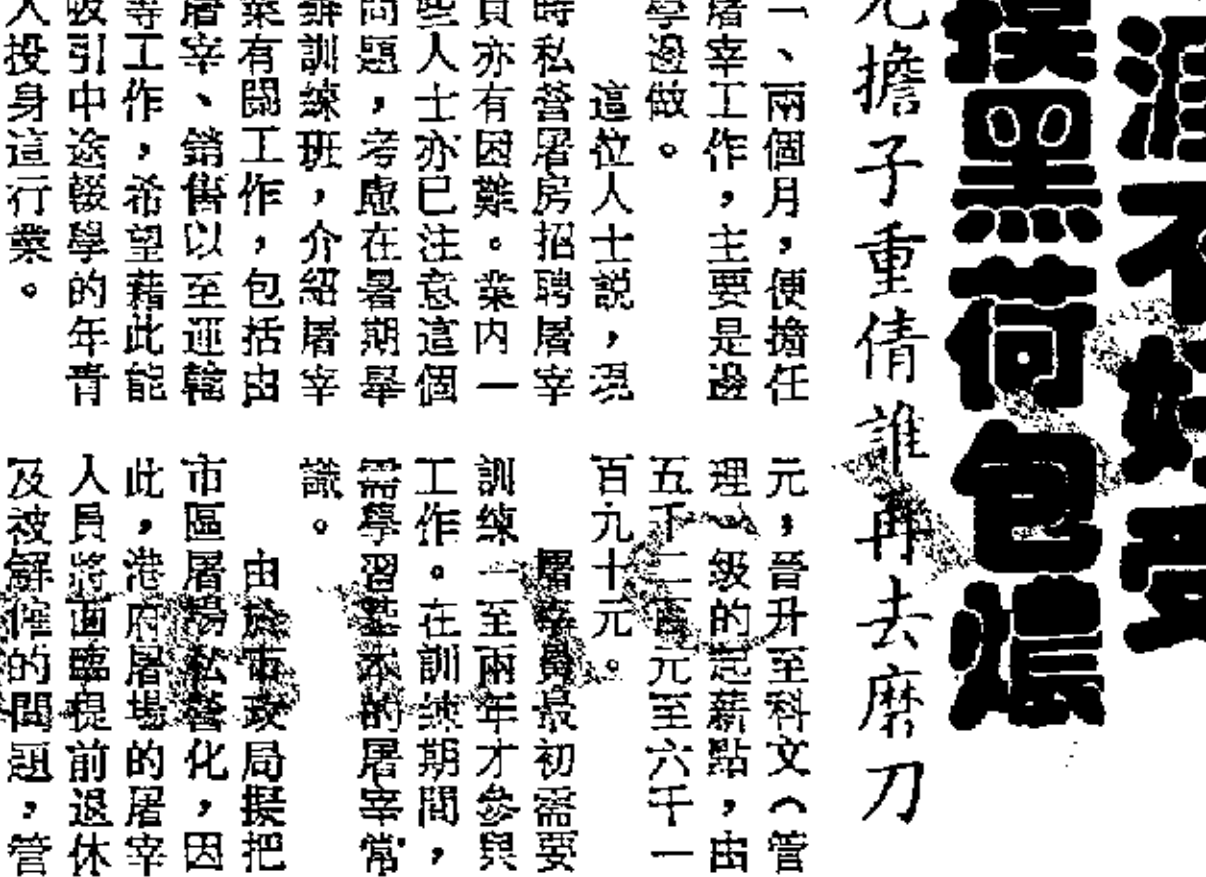 涯不好受
摸黑荷包燶
擔子重倩誰再去磨刀
一、兩個月，便擔任
屠宰工作，主要是邊
學邊做。
這位人士説，現
時私營屠房招聘屠宰
員亦有困難。業内一
些人士亦已注意這個
問題，考慮在暑期舉
辦訓練班，介紹屠宰
業有關工作，包括由
屠宰、銷售以至運輸
等工作，希望藉此能
吸引中途輟學的年青
人投身這行業。
元，晉升至科文（管
理）級的起薪點，由
五千二百元至六千一
百九十元。
屠宰員最初需要
訓練一至兩年才參與
工作。在訓練期間，
需學習基本的屠宰常
識。
由於市政局擬把
市區屠場私營化，因
此，港府屠場的屠宰
人員將面臨提前退休
及被解僱的問題，管